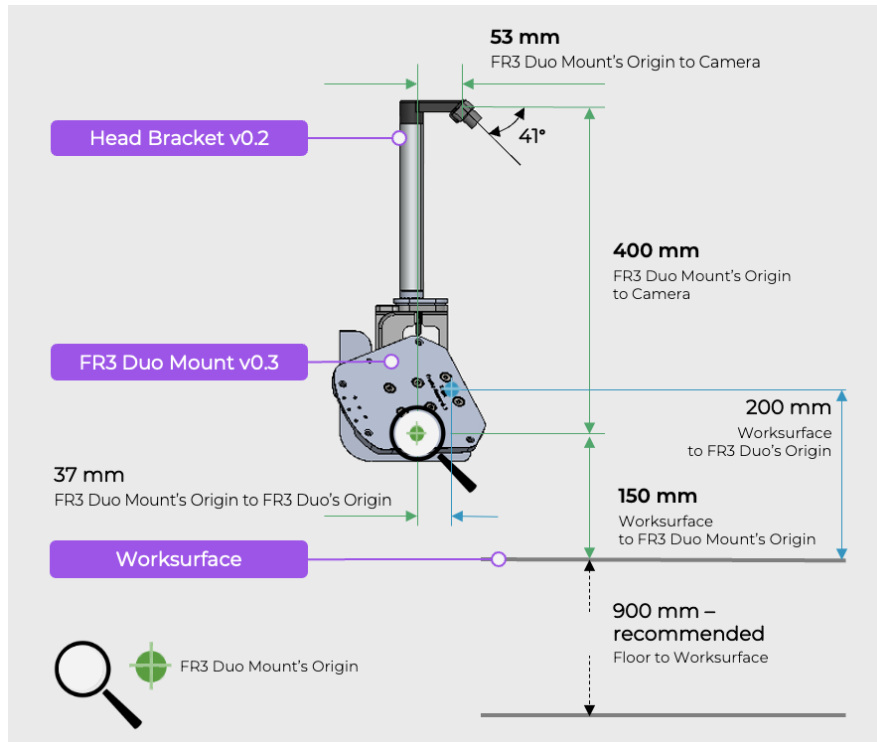 53 mm
FR3 Duo Mount's Origin to Camera
Head Bracket v0.2
41°
400 mm
FR3 Duo Mount's Origin
to Camera
FR3 Duo Mount v0.3
200 mm
Worksurface
to FR3 Duo's Origin
37 mm
FR3 Duo Mount's Origin to FR3 Duo's Origin
150 mm
Worksurface
to FR3 Duo Mount's Origin
Worksurface
900 mm –
recommended
Floor to Worksurface
FR3 Duo Mount's Origin